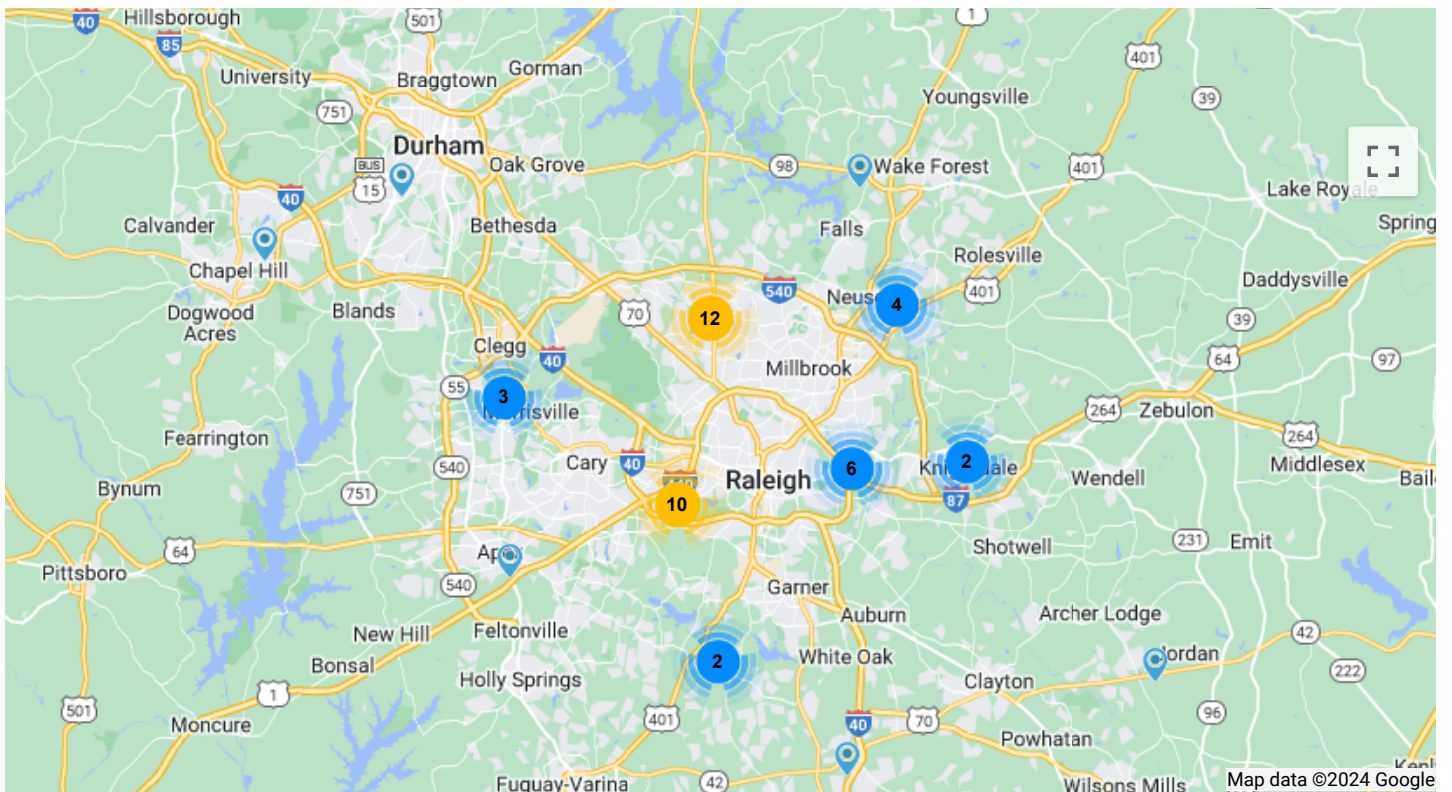 40
Hillsborough
501
1
85
401
University
Braggtown
Gorman
Youngsville
39
751
Durham
Oak Grove
98
Wake Forest
401
BUS
15
Lake Royale
40
Calvander
Bethesda
Falls
Spring
Chapel Hill
Rolesville
Daddysville
540
401
Dogwood
Acres
Blands
70
12
4
39
Clegg
40
64
97
Millbrook
55
3
264
Zebulon
Fearrington
264
Cary
40
6
2
Middlesex
540
Raleigh
Wendell
Bynum
751
10
87
64
Shotwell
231
Emit
Pittsboro
540
Garner
Auburn
Archer Lodge
New Hill
Feltonville
42
Bonsal
White Oak
2
222
Holly Springs
Clayton
1
501
Moncure
401
40
70
96
Powhatan
Fuquay-Varina
42
Wilsons Mills
Map data ©2024 Google